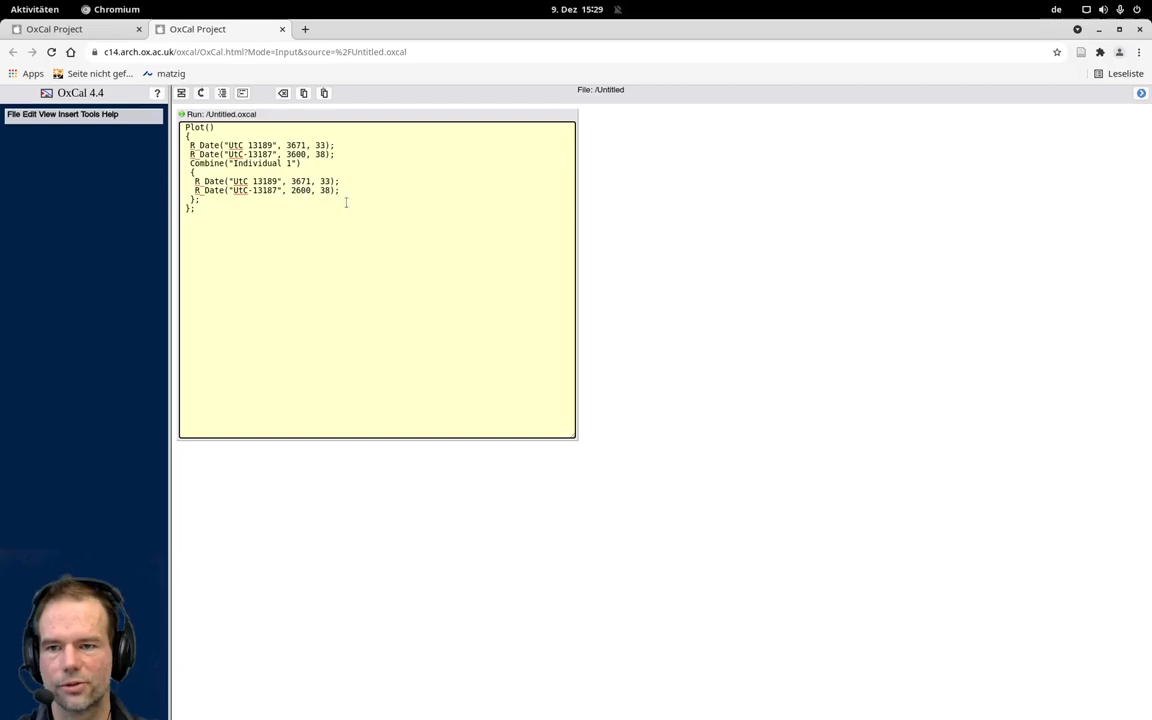 Aktivitäten Chromium 9. Dez 15:29 de
OxCal Project OxCal Project
c14.arch.ox.ac.uk/oxcal/OxCal.html?Mode=Input&source=%2FUntitled.oxcal
Apps Seite nicht gef... matzig Leseliste
OxCal 4.4 ? File: /Untitled
File Edit View Insert Tools Help
Run: /Untitled.oxcal
Plot()
{
R_Date("UtC 13189", 3671, 33);
R_Date("UtC-13187", 3600, 38);
Combine("Individual 1")
{
R_Date("UtC 13189", 3671, 33);
R_Date("UtC-13187", 2600, 38);
};
};